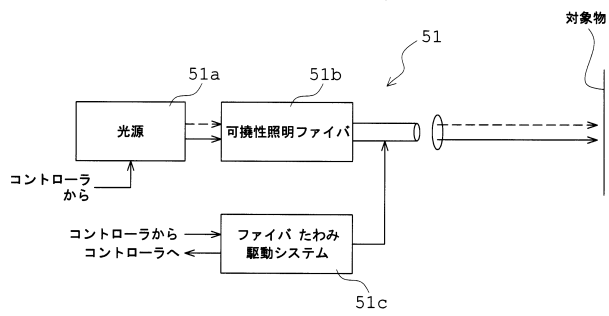 対象物
51
51a
51b
光源
可撓性照明ファイバ
コントローラ
から
コントローラから
コントローラへ
ファイバ たわみ
駆動システム
51c